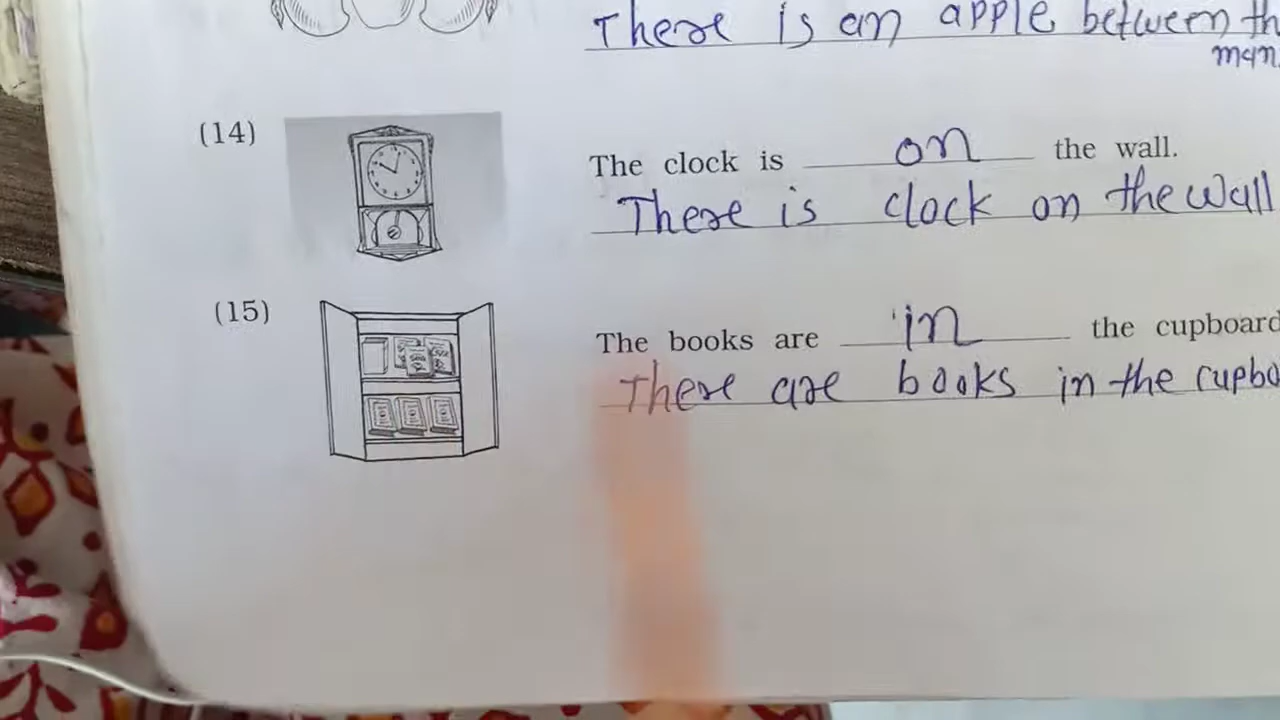 There is an apple between th
man.
(14)
The clock is on the wall.
There is clock on the wall
(15)
The books are in the cupboard
There are books in the cupbo